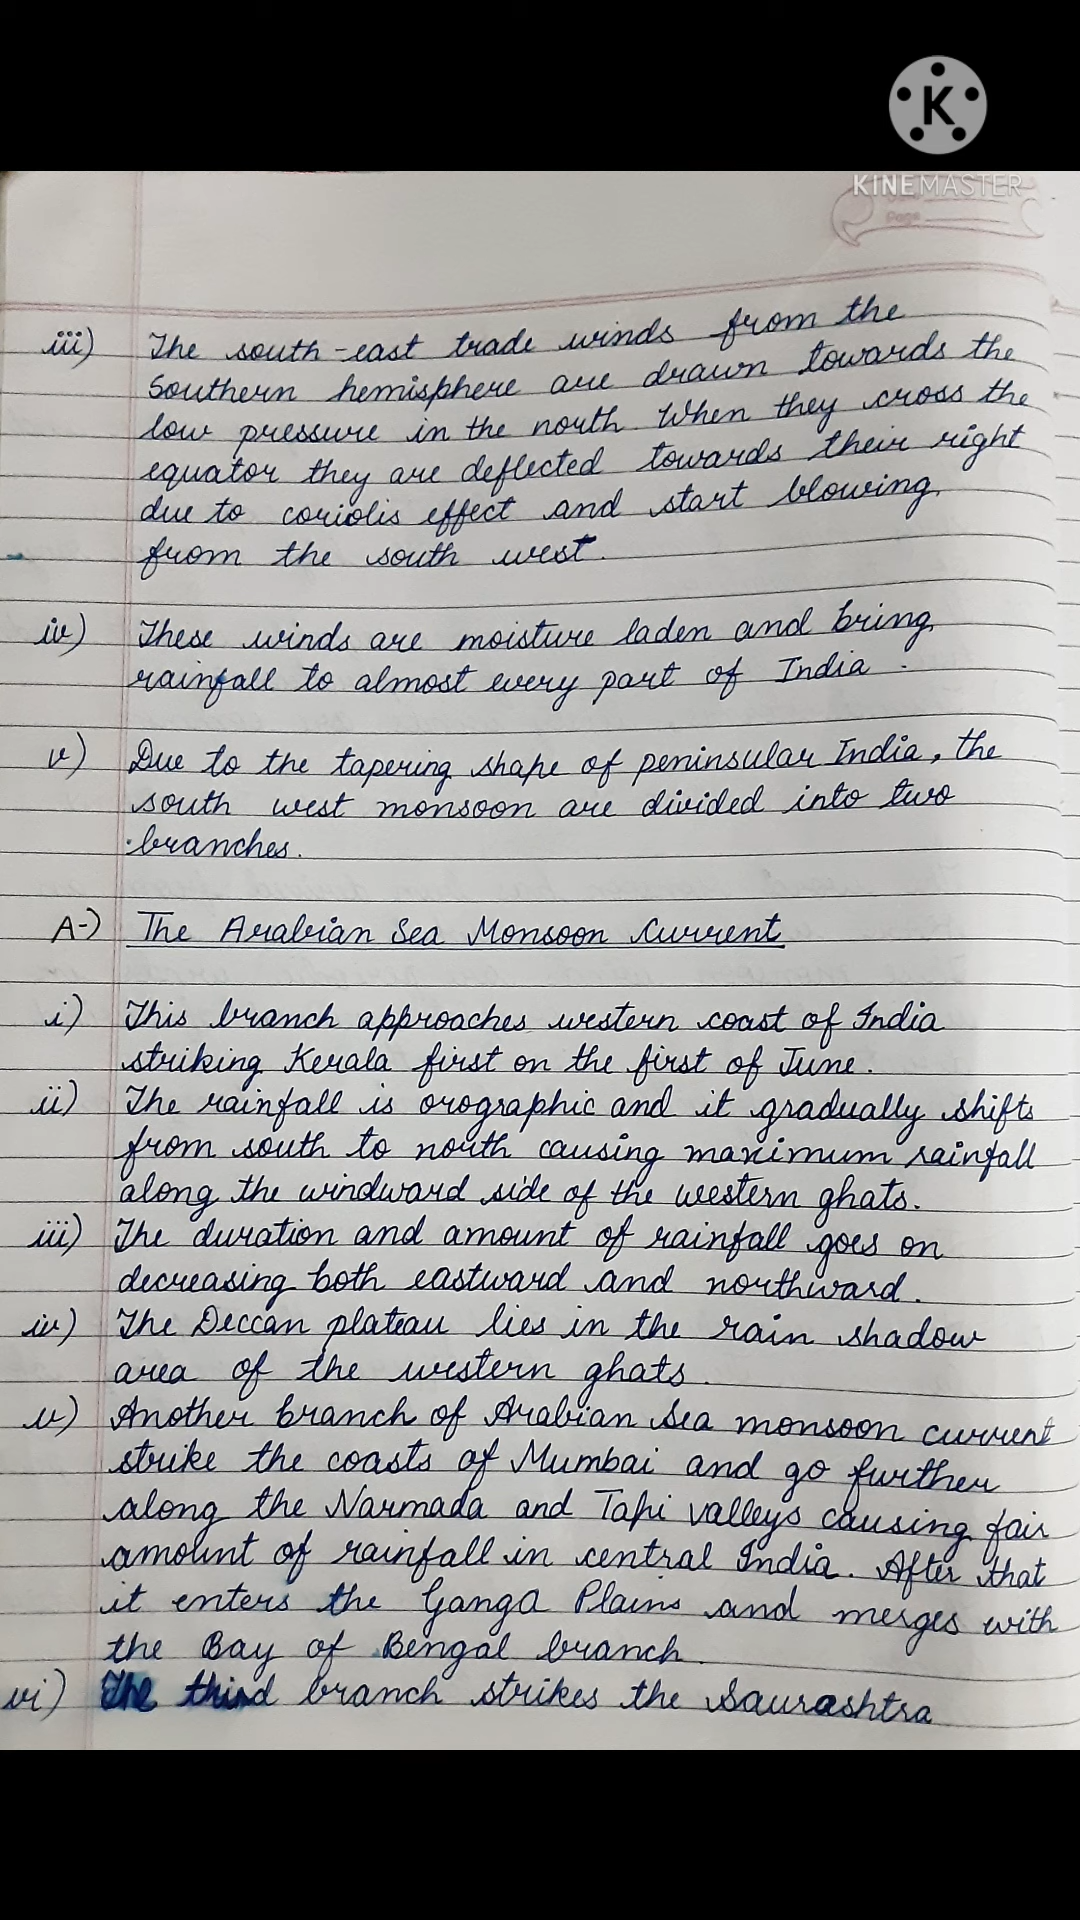 K
KINEMASTER
Page
iii) The south-east trade winds from the
Southern hemisphere are drawn towards the
low pressure in the north. When they cross the
equator they are deflected towards their right
due to coriolis effect and start blowing
from the south west.
iv) These winds are moisture laden and bring
rainfall to almost every part of India.
v) Due to the tapering shape of peninsular India, the
south west monsoon are divided into two
branches.
A-) The Arabian Sea Monsoon Current
i) This branch approaches western coast of India
striking Kerala first on the first of June.
ii) The rainfall is orographic and it gradually shifts
from south to north causing maximum rainfall
along the windward side of the western ghats.
iii) The duration and amount of rainfall goes on
decreasing both eastward and northward.
iv) The Deccan plateau lies in the rain shadow
area of the western ghats.
v) Another branch of Arabian Sea monsoon current
strike the coasts of Mumbai and go further
along the Narmada and Tapi valleys causing fair
amount of rainfall in central India. After that
it enters the Ganga Plains and merges with
the Bay of Bengal branch.
vi) The third branch strikes the Saurashtra